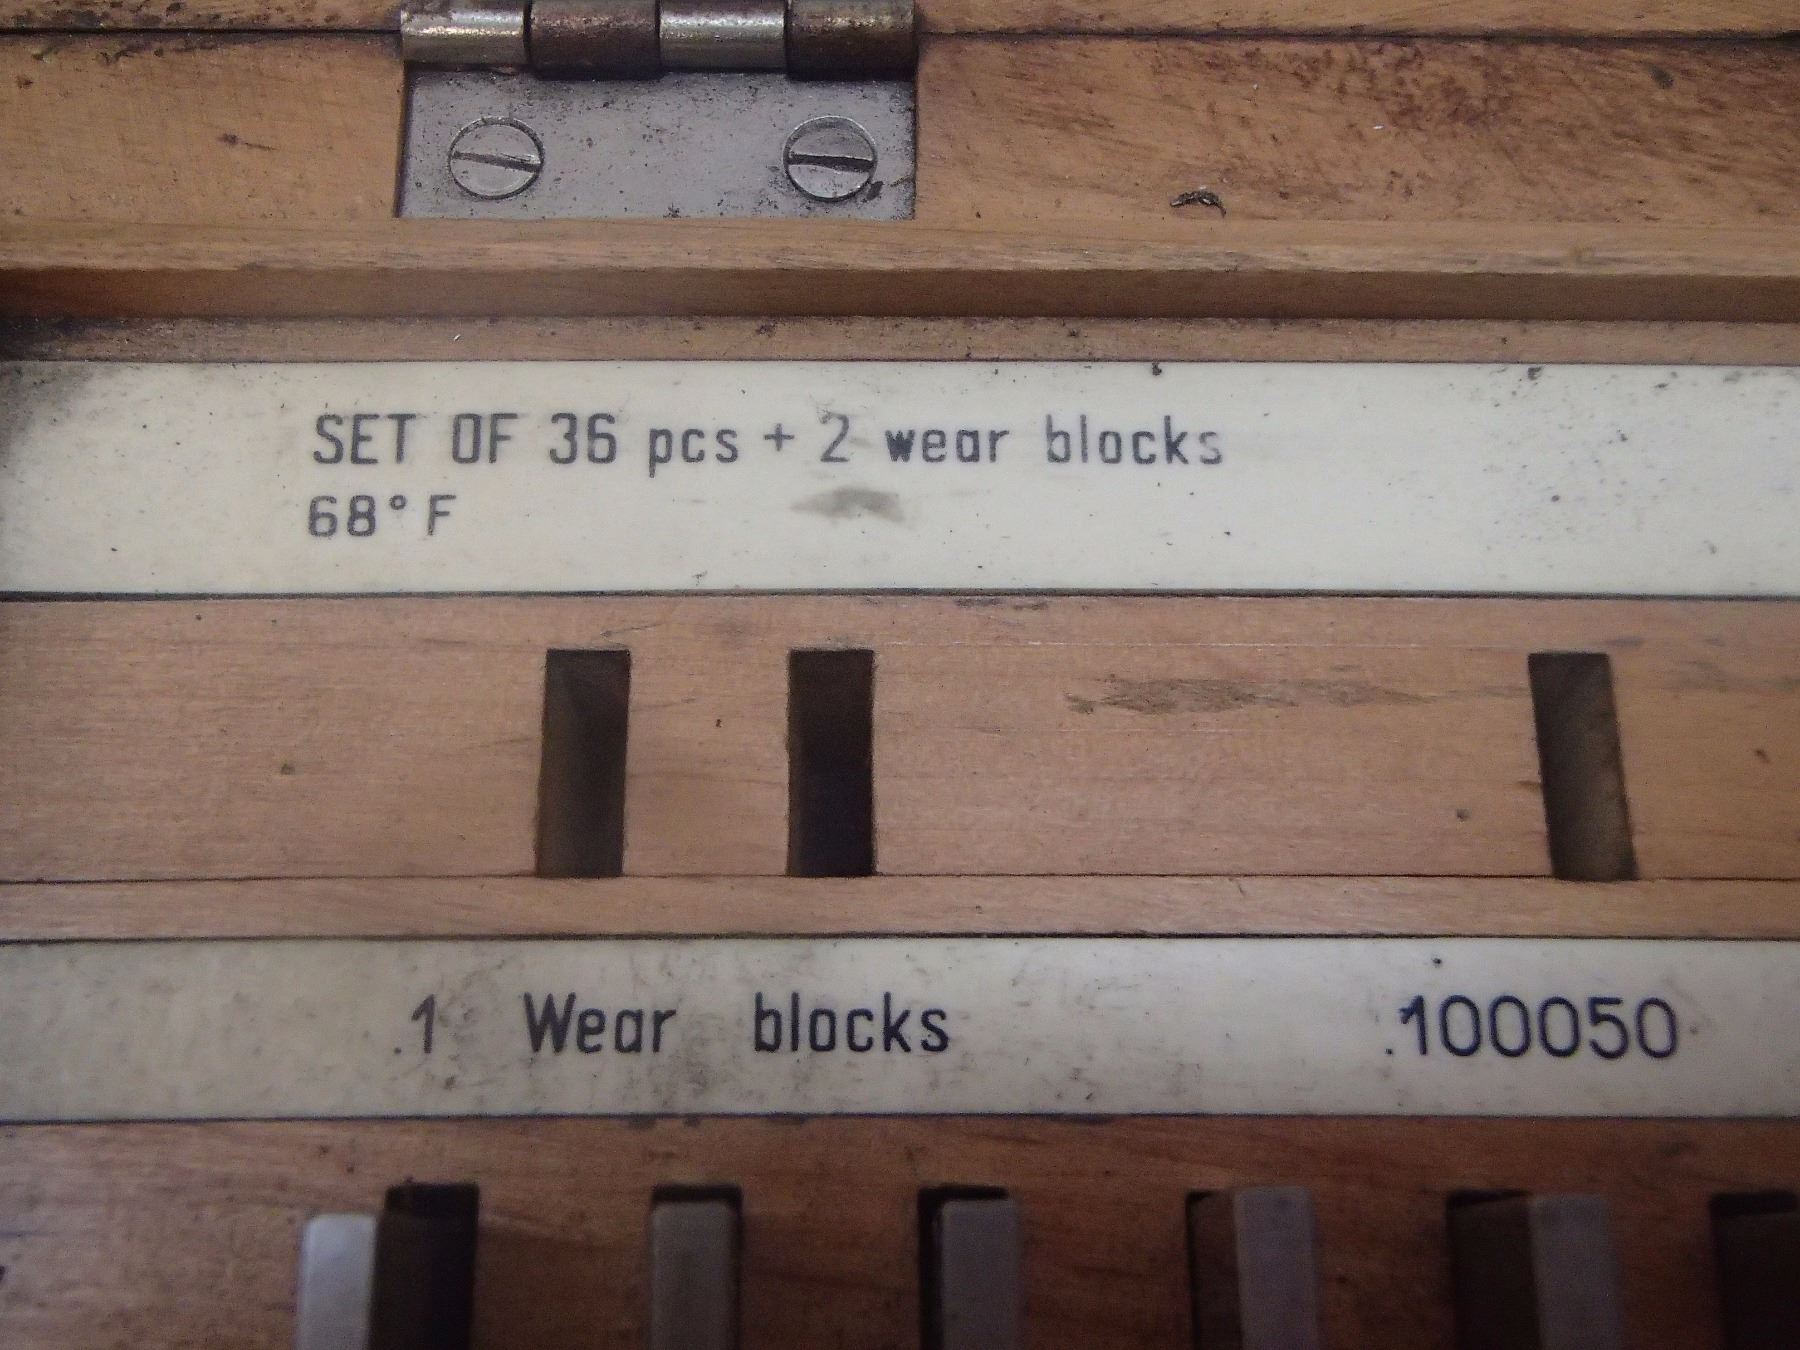 SET OF 36 pcs + 2 wear blocks
68° F
.1 Wear blocks .100050